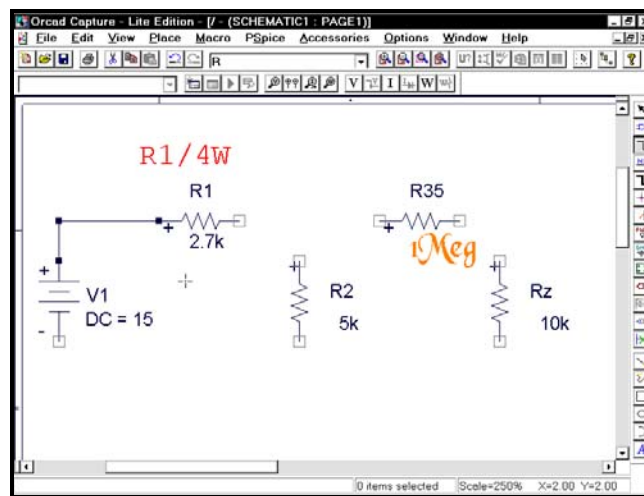 Orcad Capture - Lite Edition - [/ - (SCHEMATIC1 : PAGE1)]
File Edit View Place Macro PSpice Accessories Options Window Help
R
V I W
R1/4W
R1
R35
2.7k
1Meg
+
V1
R2
Rz
DC = 15
5k
10k
-
0 items selected Scale=250% X=2.00 Y=2.00